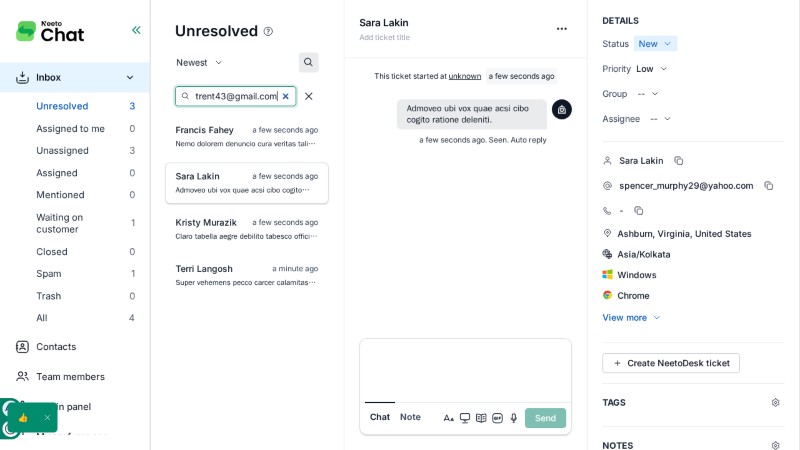 Neeto
Chat
Inbox
Unresolved 3
Assigned to me 0
Unassigned 3
Assigned 0
Mentioned 0
Waiting on
customer 1
Closed 0
Spam 1
Trash 0
All 4
Contacts
Team members
in panel
Unresolved
Newest
trent43@gmail.com
Francis Fahey a few seconds ago
Nemo dolorem denuncio cura veritas tali···
Sara Lakin a few seconds ago
Admoveo ubi vox quae acsi cibo cogito···
Kristy Murazik a few seconds ago
Claro tabella aegre debilito tabesco offici···
Terri Langosh a minute ago
Super vehemens pecco carcer calamitas···
Sara Lakin
Add ticket title
This ticket started at unknown a few seconds ago
Admoveo ubi vox quae acsi cibo
cogito ratione deleniti.
a few seconds ago. Seen. Auto reply
Chat Note
GIF
Send
DETAILS
Status New
Priority Low
Group --
Assignee --
Sara Lakin
spencer_murphy29@yahoo.com
-
Ashburn, Virginia, United States
Asia/Kolkata
Windows
Chrome
View more
+ Create NeetoDesk ticket
TAGS
NOTES